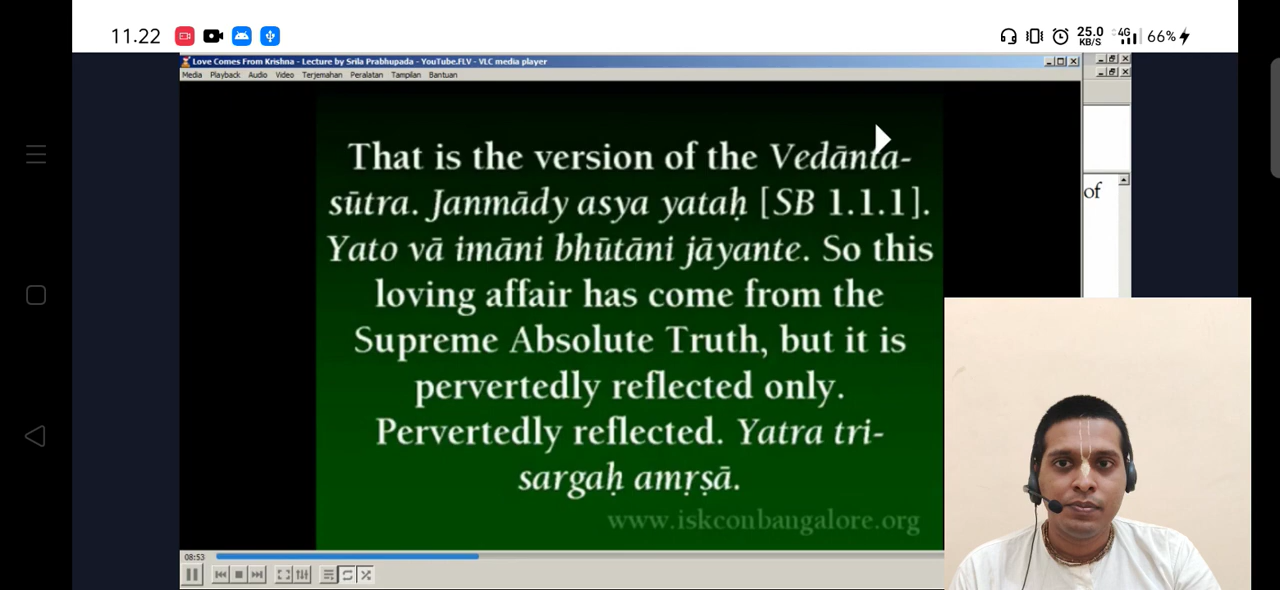 11.22
25.0 KB/S 4G 66%
Love Comes From Krishna - Lecture by Srila Prabhupada - YouTube.FLV - VLC media player
Media Playback Audio Video Terjemahan Peralatan Tampilan Bantuan
That is the version of the Vedānta-
sūtra. Janmādy asya yataḥ [SB 1.1.1].
Yato vā imāni bhūtāni jāyante. So this
loving affair has come from the
Supreme Absolute Truth, but it is
pervertedly reflected only.
Pervertedly reflected. Yatra tri-
sargaḥ amṛṣā.
www.iskconbangalore.org
of
08:53